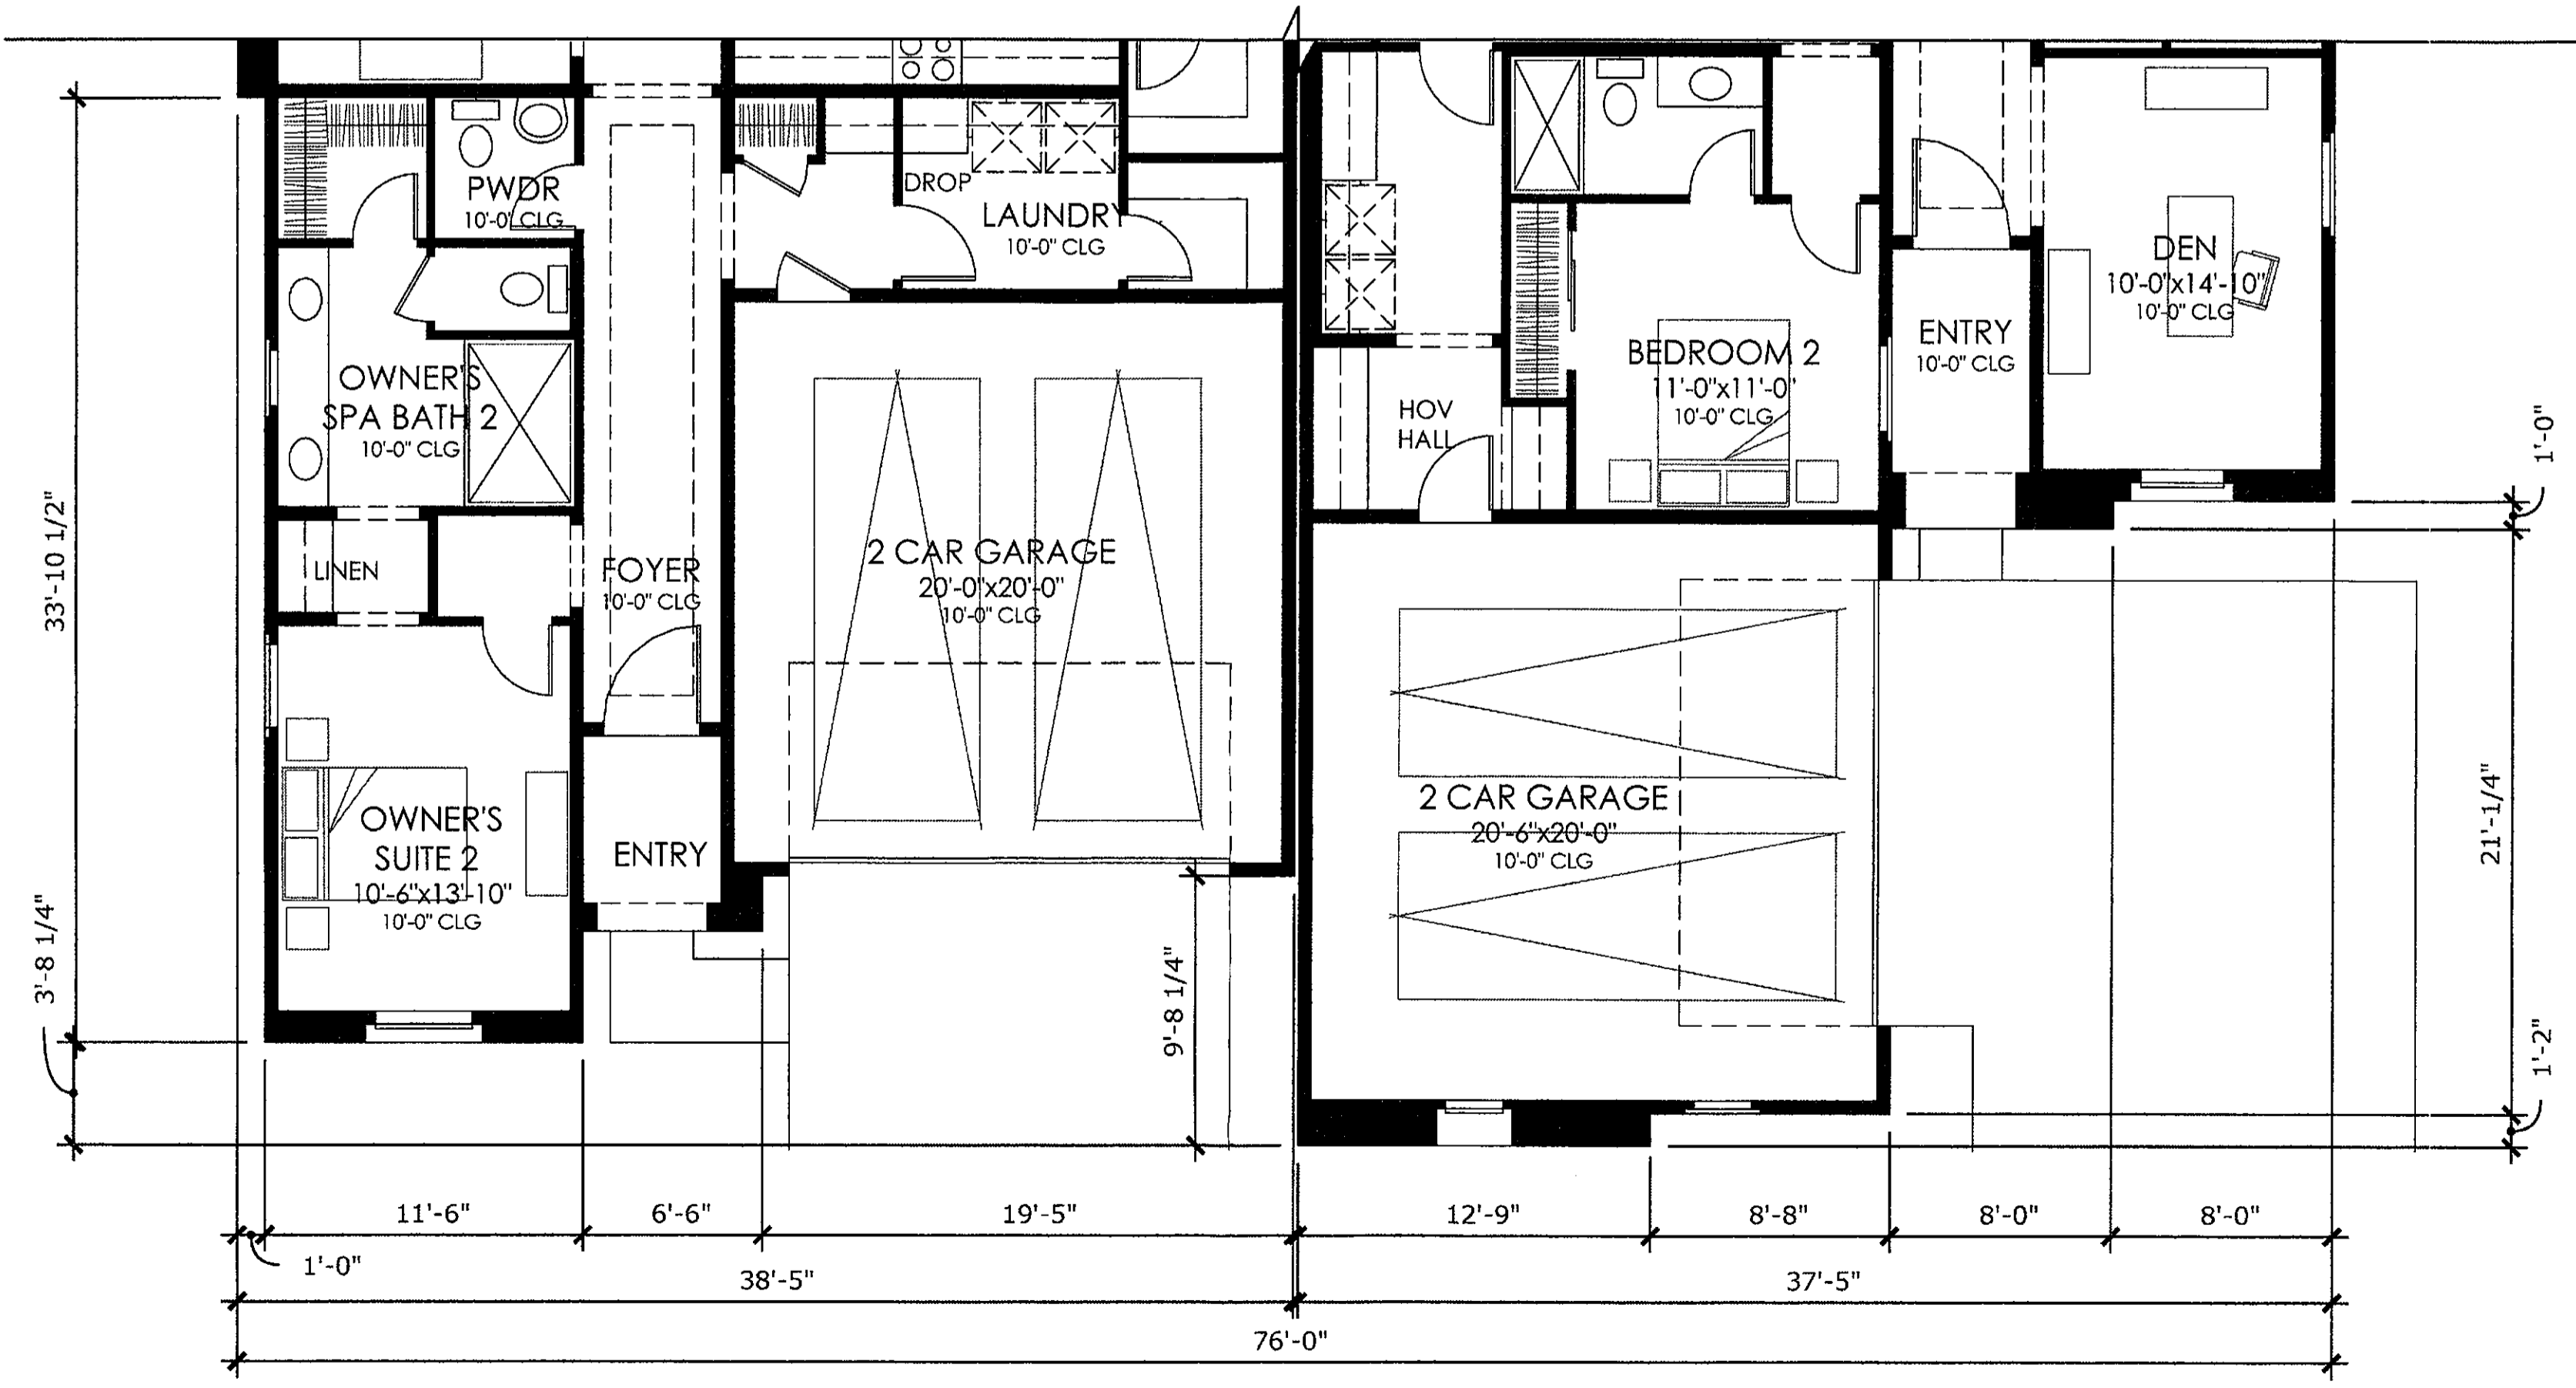 PWDR
10'-0" CLG
DROP
LAUNDRY
10'-0" CLG
DEN
10'-0"x14'-10"
10'-0" CLG
ENTRY
10'-0" CLG
BEDROOM 2
11'-0"x11'-0"
10'-0" CLG
OWNER'S
SPA BATH 2
10'-0" CLG
HOV
HALL
1'-0"
33'-10 1/2"
LINEN
FOYER
10'-0" CLG
2 CAR GARAGE
20'-0"x20'-0"
10'-0" CLG
2 CAR GARAGE
20'-6"x20'-0"
10'-0" CLG
21'-1/4"
OWNER'S
SUITE 2
10'-6"x13'-10"
10'-0" CLG
ENTRY
3'-8 1/4"
9'-8 1/4"
1'-2"
11'-6"
6'-6"
19'-5"
12'-9"
8'-8"
8'-0"
8'-0"
1'-0"
38'-5"
37'-5"
76'-0"